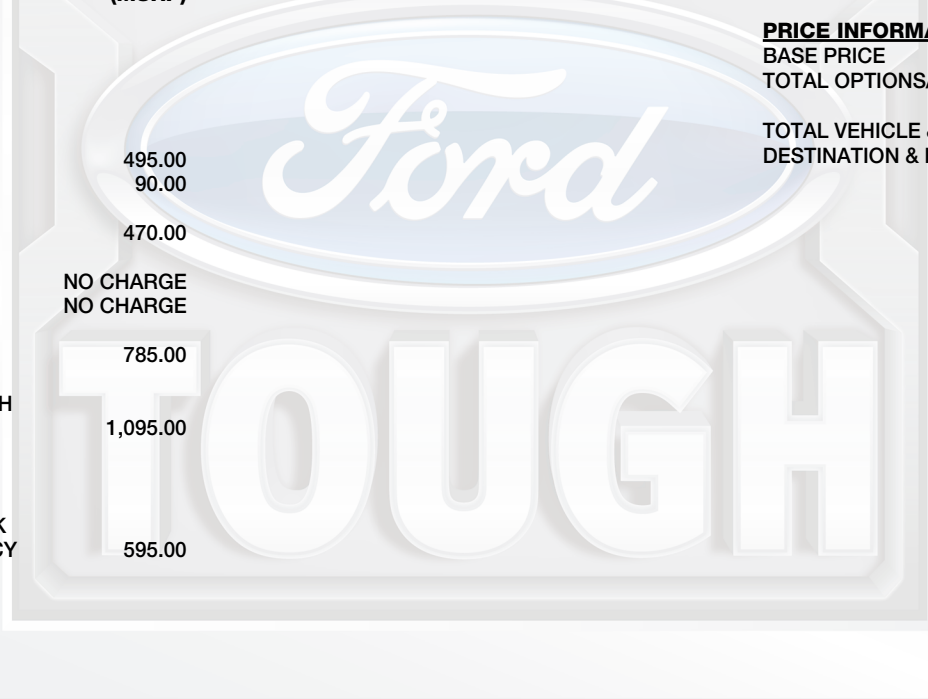 (MSRP)
495.00
90.00
470.00
NO CHARGE
NO CHARGE
785.00
H
1,095.00
K
CY
595.00
PRICE INFORMA
BASE PRICE
TOTAL OPTIONS/
TOTAL VEHICLE &
DESTINATION &
Ford
TOUGH